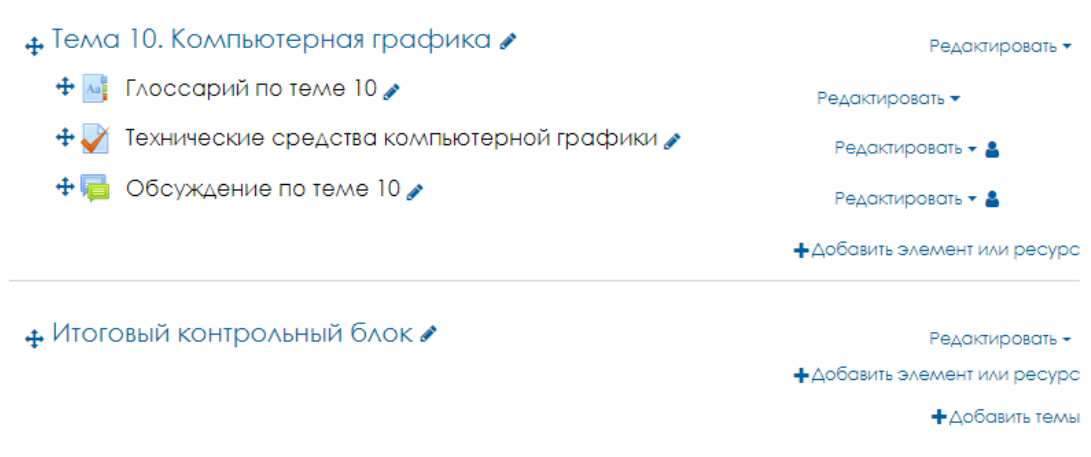 Тема 10. Компьютерная графика
Редактировать
Глоссарий по теме 10
Редактировать
Технические средства компьютерной графики
Редактировать
Обсуждение по теме 10
Редактировать
Добавить элемент или ресурс
Итоговый контрольный блок
Редактировать
Добавить элемент или ресурс
Добавить темы